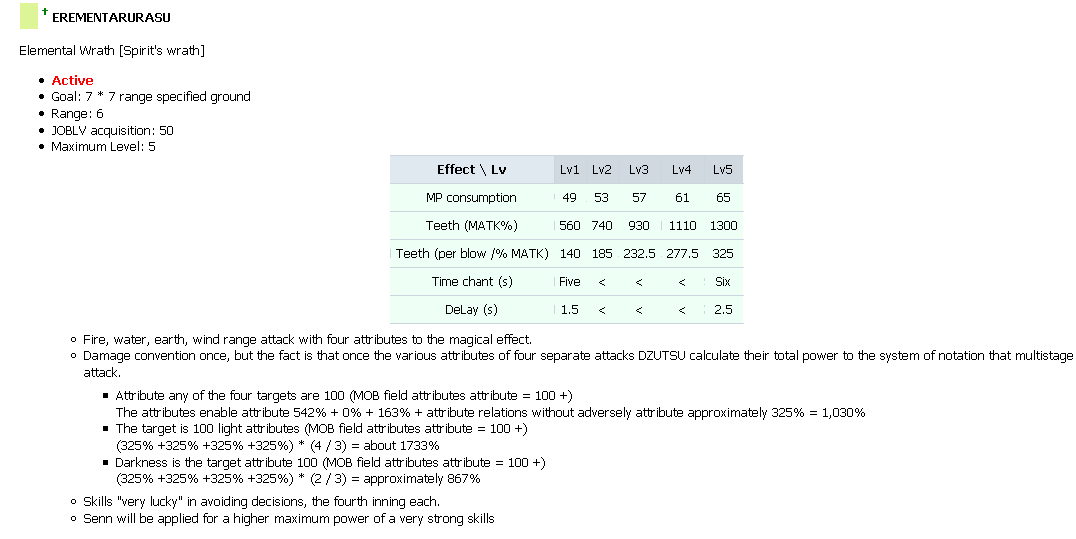 † EREMENTARURASU
Elemental Wrath [Spirit's wrath]
Active
Goal: 7 * 7 range specified ground
Range: 6
JOBLV acquisition: 50
Maximum Level: 5
Effect \ Lv Lv1 Lv2 Lv3 Lv4 Lv5
MP consumption 49 53 57 61 65
Teeth (MATK%) 560 740 930 1110 1300
Teeth (per blow /% MATK) 140 185 232.5 277.5 325
Time chant (s) Five < < < Six
DeLay (s) 1.5 < < < 2.5
Fire, water, earth, wind range attack with four attributes to the magical effect.
Damage convention once, but the fact is that once the various attributes of four separate attacks DZUTSU calculate their total power to the system of notation that multistage
attack.
Attribute any of the four targets are 100 (MOB field attributes attribute = 100 +)
The attributes enable attribute 542% + 0% + 163% + attribute relations without adversely attribute approximately 325% = 1,030%
The target is 100 light attributes (MOB field attributes attribute = 100 +)
(325% +325% +325% +325%) * (4 / 3) = about 1733%
Darkness is the target attribute 100 (MOB field attributes attribute = 100 +)
(325% +325% +325% +325%) * (2 / 3) = approximately 867%
Skills "very lucky" in avoiding decisions, the fourth inning each.
Senn will be applied for a higher maximum power of a very strong skills